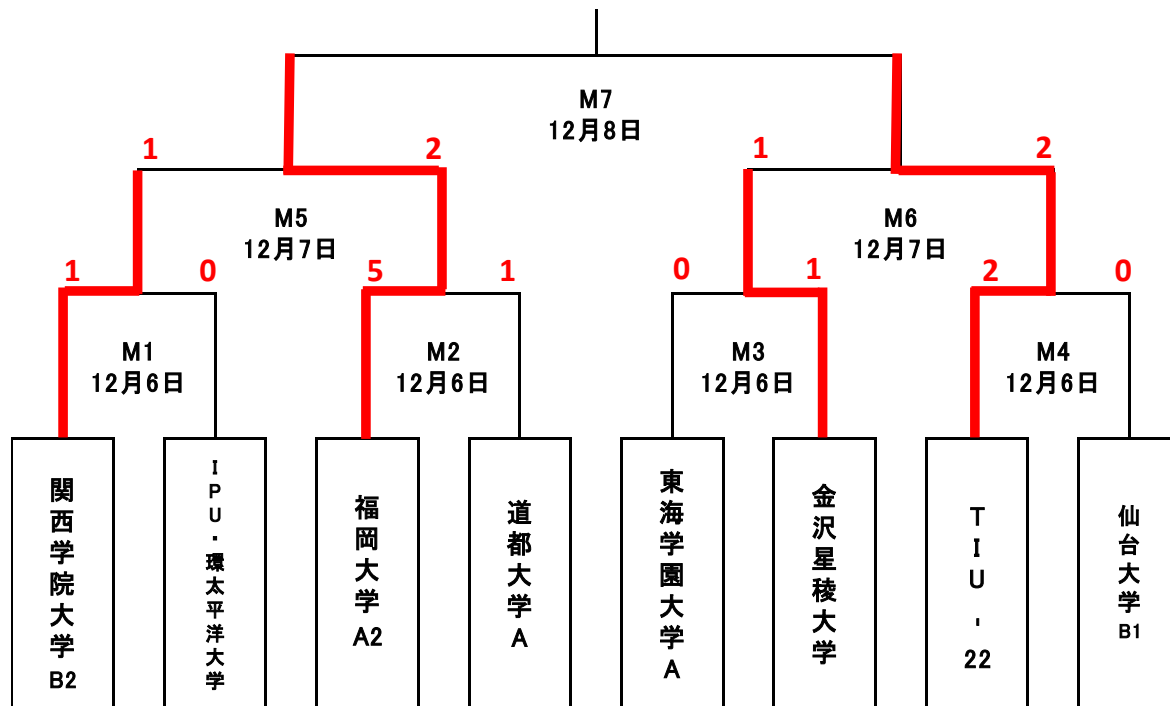 M7
12月8日
1
2
1
2
M5
12月7日
M6
12月7日
1
0
5
1
0
1
2
0
M1
12月6日
M2
12月6日
M3
12月6日
M4
12月6日
関西学院大学B2
IPU・環太平洋大学
福岡大学A2
道都大学A
東海学園大学A
金沢星稜大学
TIU-22
仙台大学B1